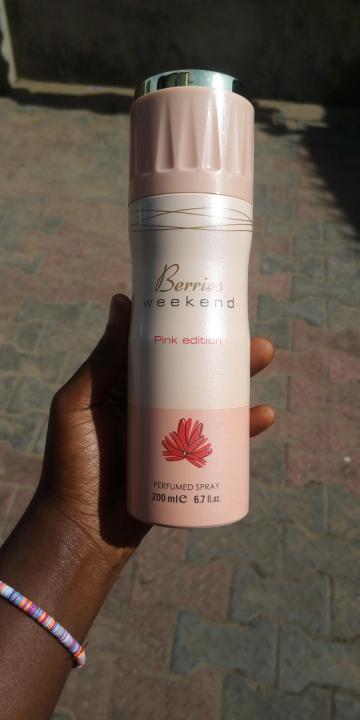 Berries
weekend
Pink edition
PERFUMED SPRAY
200 ml℮ 6.7 fl.oz.